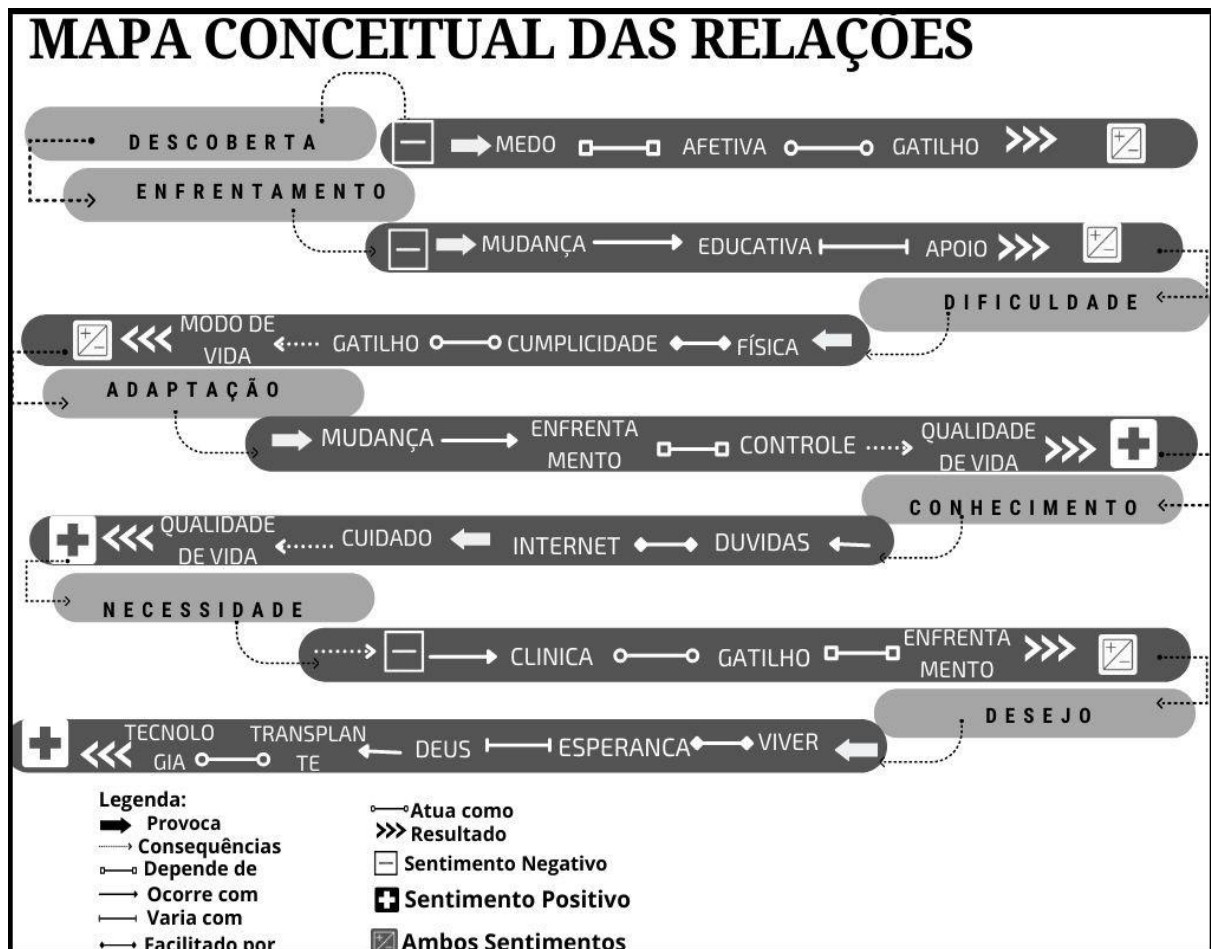 MAPA CONCEITUAL DAS RELAÇÕES
DESCOBERTA
MEDO AFETIVA GATILHO
ENFRENTAMENTO
MUDANÇA EDUCATIVA APOIO
DIFICULDADE
MODO DE
VIDA GATILHO CUMPLICIDADE FÍSICA
ADAPTAÇÃO
MUDANÇA ENFRENTA
MENTO CONTROLE QUALIDADE
DE VIDA
CONHECIMENTO
QUALIDADE
DE VIDA CUIDADO INTERNET DUVIDAS
NECESSIDADE
CLINICA GATILHO ENFRENTA
MENTO
DESEJO
TECNOLO
GIA TRANSPLAN
TE DEUS ESPERANCA VIVER
Legenda:
Provoca
Consequências
Depende de
Ocorre com
Varia com
Facilitado por
Atua como
Resultado
Sentimento Negativo
Sentimento Positivo
Ambos Sentimentos